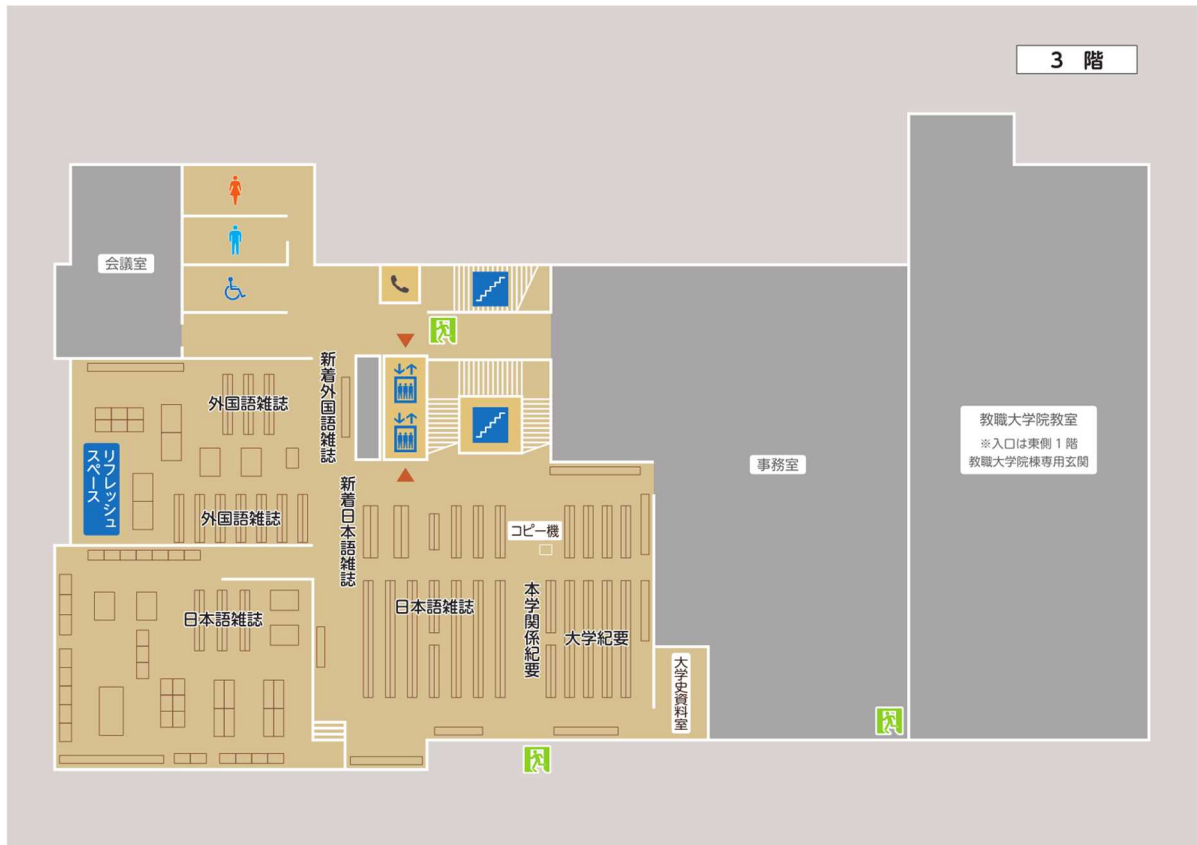 3 階
会議室
新着外国語雑誌
外国語雑誌
リフレッシュ
スペース
外国語雑誌
新着日本語雑誌
コピー機
日本語雑誌
日本語雑誌
本学関係紀要
大学紀要
大学史資料室
事務室
教職大学院教室
※入口は東側 1 階
教職大学院棟専用玄関